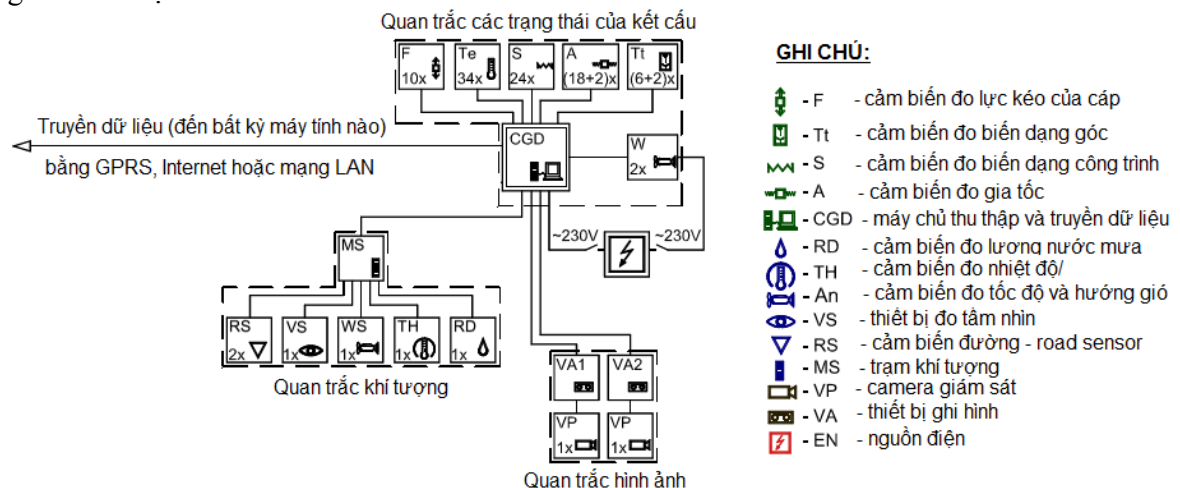 Quan trắc các trạng thái của kết cấu
F Te S A Tt
10x 34x 24x (18+2)x (6+2)x
Truyền dữ liệu (đến bất kỳ máy tính nào)
bằng GPRS, Internet hoặc mạng LAN
CGD
W
2x
~230V ~230V
MS
RS VS WS TH RD
2x 1x 1x 1x 1x
Quan trắc khí tượng
VA1 VA2
VP VP
1x 1x
Quan trắc hình ảnh
GHI CHÚ:
- F - cảm biến đo lực kéo của cáp
- Tt - cảm biến đo biến dạng góc
- S - cảm biến đo biến dạng công trình
- A - cảm biến đo gia tốc
- CGD - máy chủ thu thập và truyền dữ liệu
- RD - cảm biến đo lượng nước mưa
- TH - cảm biến đo nhiệt độ/
- An - cảm biến đo tốc độ và hướng gió
- VS - thiết bị đo tầm nhìn
- RS - cảm biến đường - road sensor
- MS - trạm khí tượng
- VP - camera giám sát
- VA - thiết bị ghi hình
- EN - nguồn điện